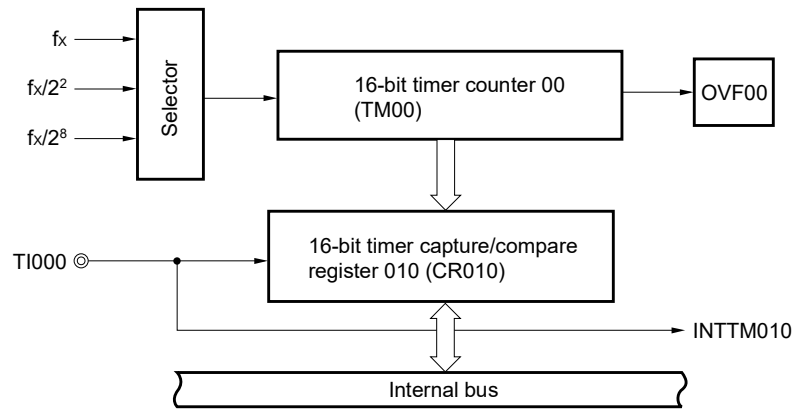 fX
fX/2²
fX/2⁸
Selector
16-bit timer counter 00
(TM00)
OVF00
TI000
16-bit timer capture/compare
register 010 (CR010)
INTTM010
Internal bus